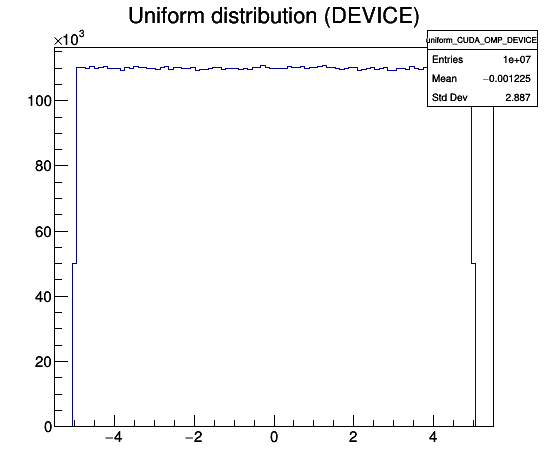 Uniform distribution (DEVICE)
×10³
uniform_CUDA_OMP_DEVICE
Entries 1e+07
Mean −0.001225
Std Dev 2.887
100
80
60
40
20
0
−4 −2 0 2 4